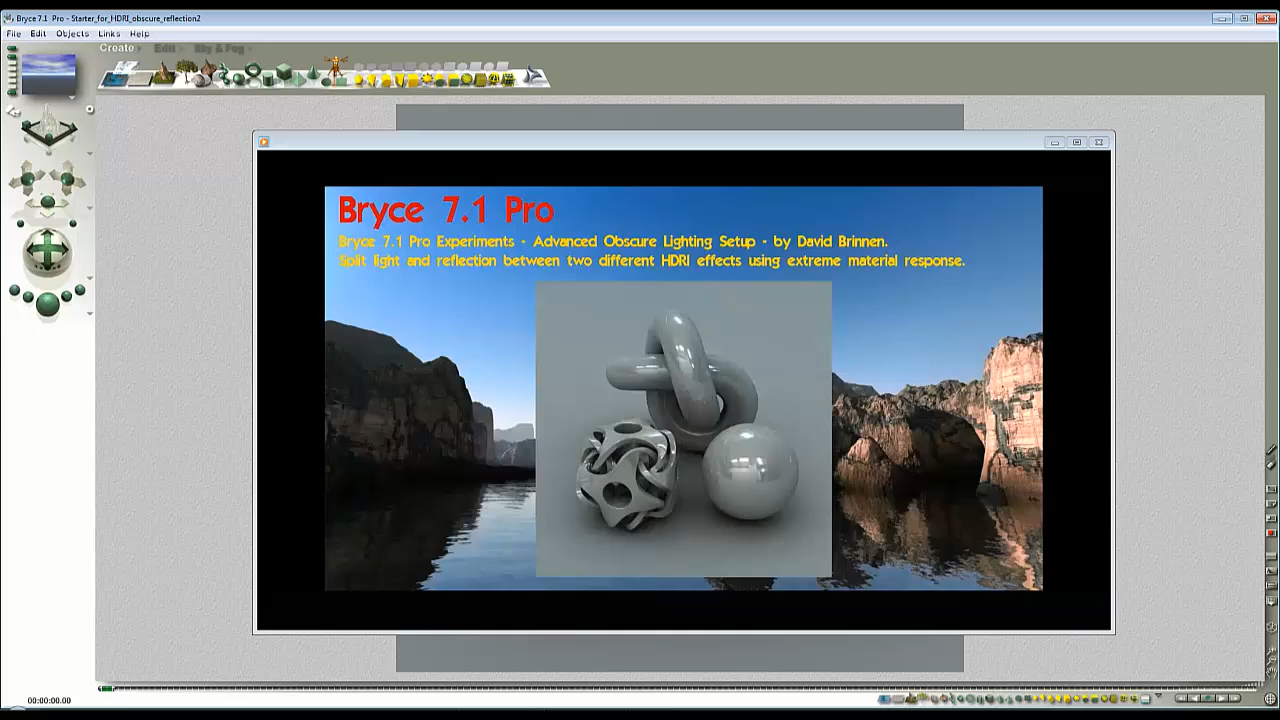 Bryce 7.1 Pro - Starter_for_HDRI_obscure_reflection2
File Edit Objects Links Help
Create Edit Sky & Fog
Bryce 7.1 Pro
Bryce 7.1 Pro Experiments - Advanced Obscure Lighting Setup - by David Brinnen.
Split light and reflection between two different HDRI effects using extreme material response.
00:00:00.00